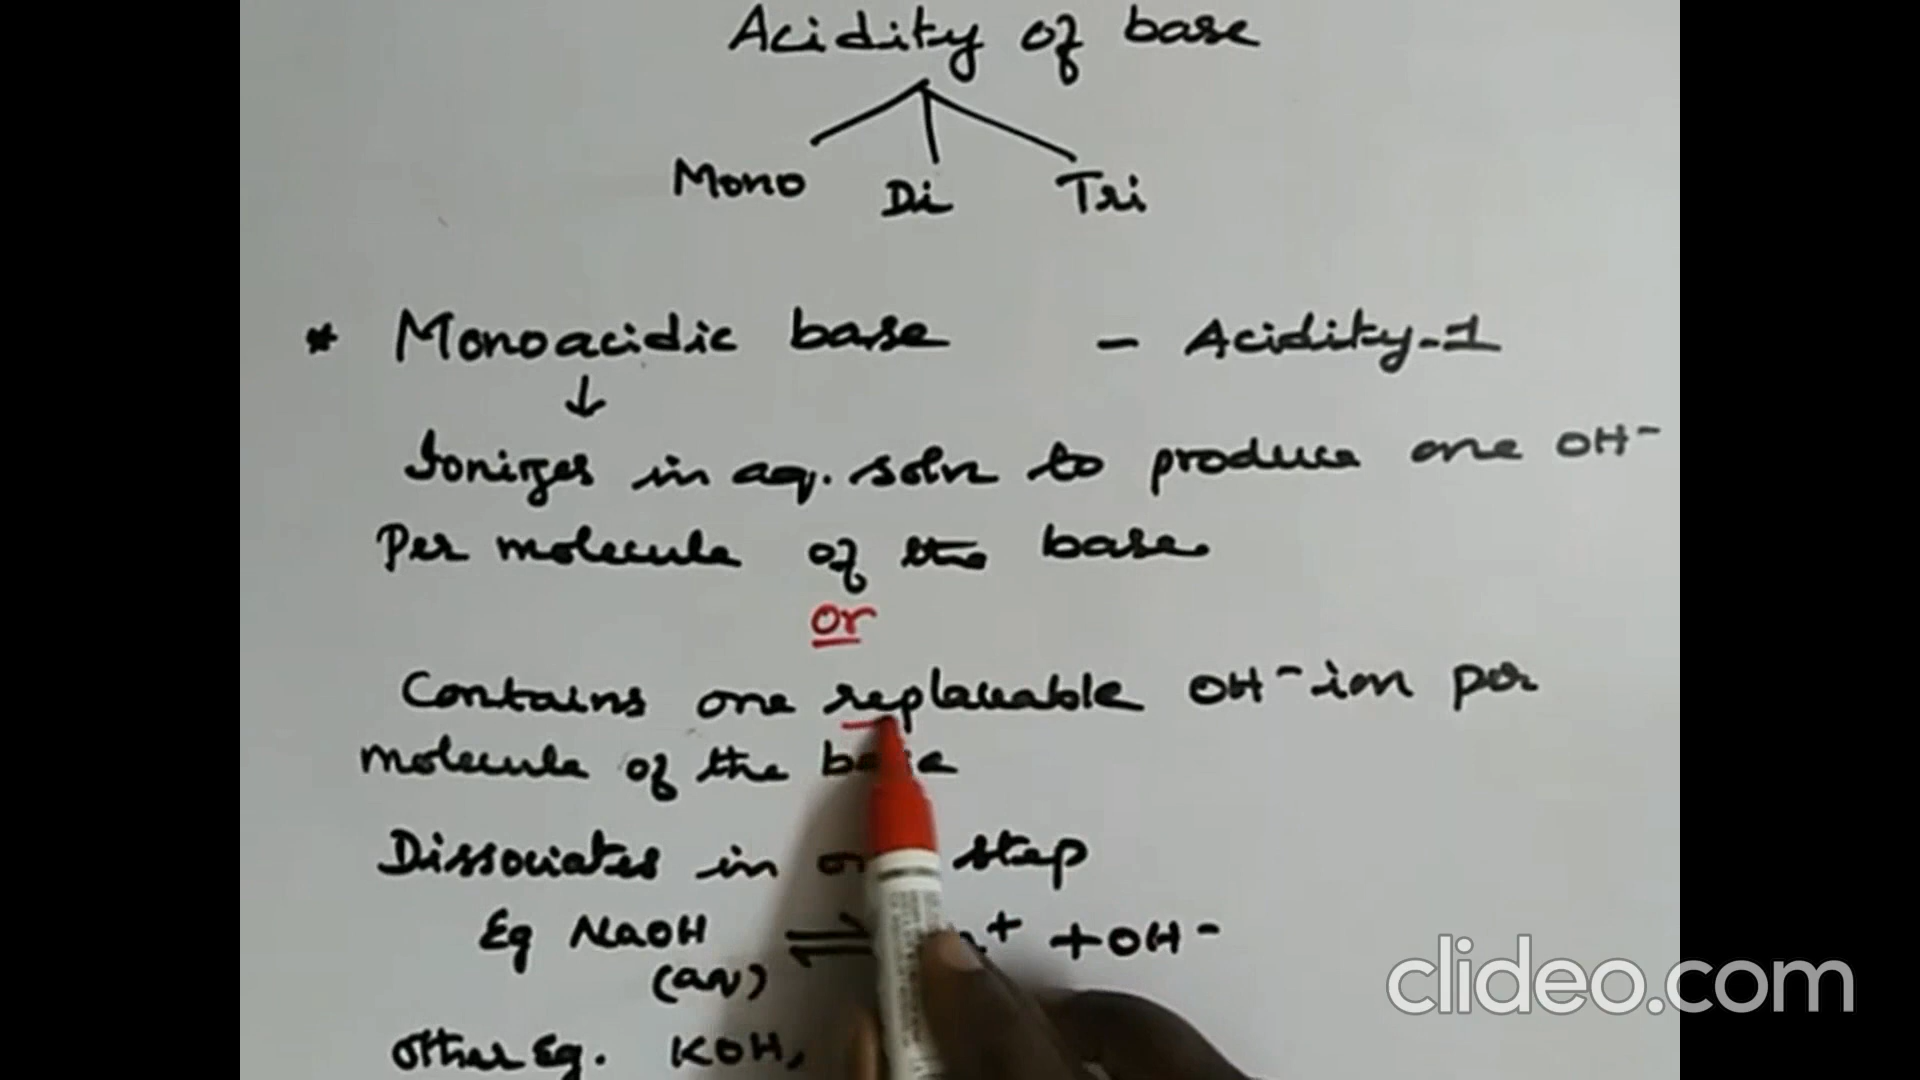 Acidity of base
Mono Di Tri
* Monoacidic base - Acidity-1
↓
Ionizes in aq. soln to produce one OH⁻
Per molecule of the base.
or
Contains one replaceable OH⁻ ion per
molecule of the base
Dissociates in step
Eg NaOH ⇌ + OH⁻
(aq)
Other Eg. KOH,
clideo.com